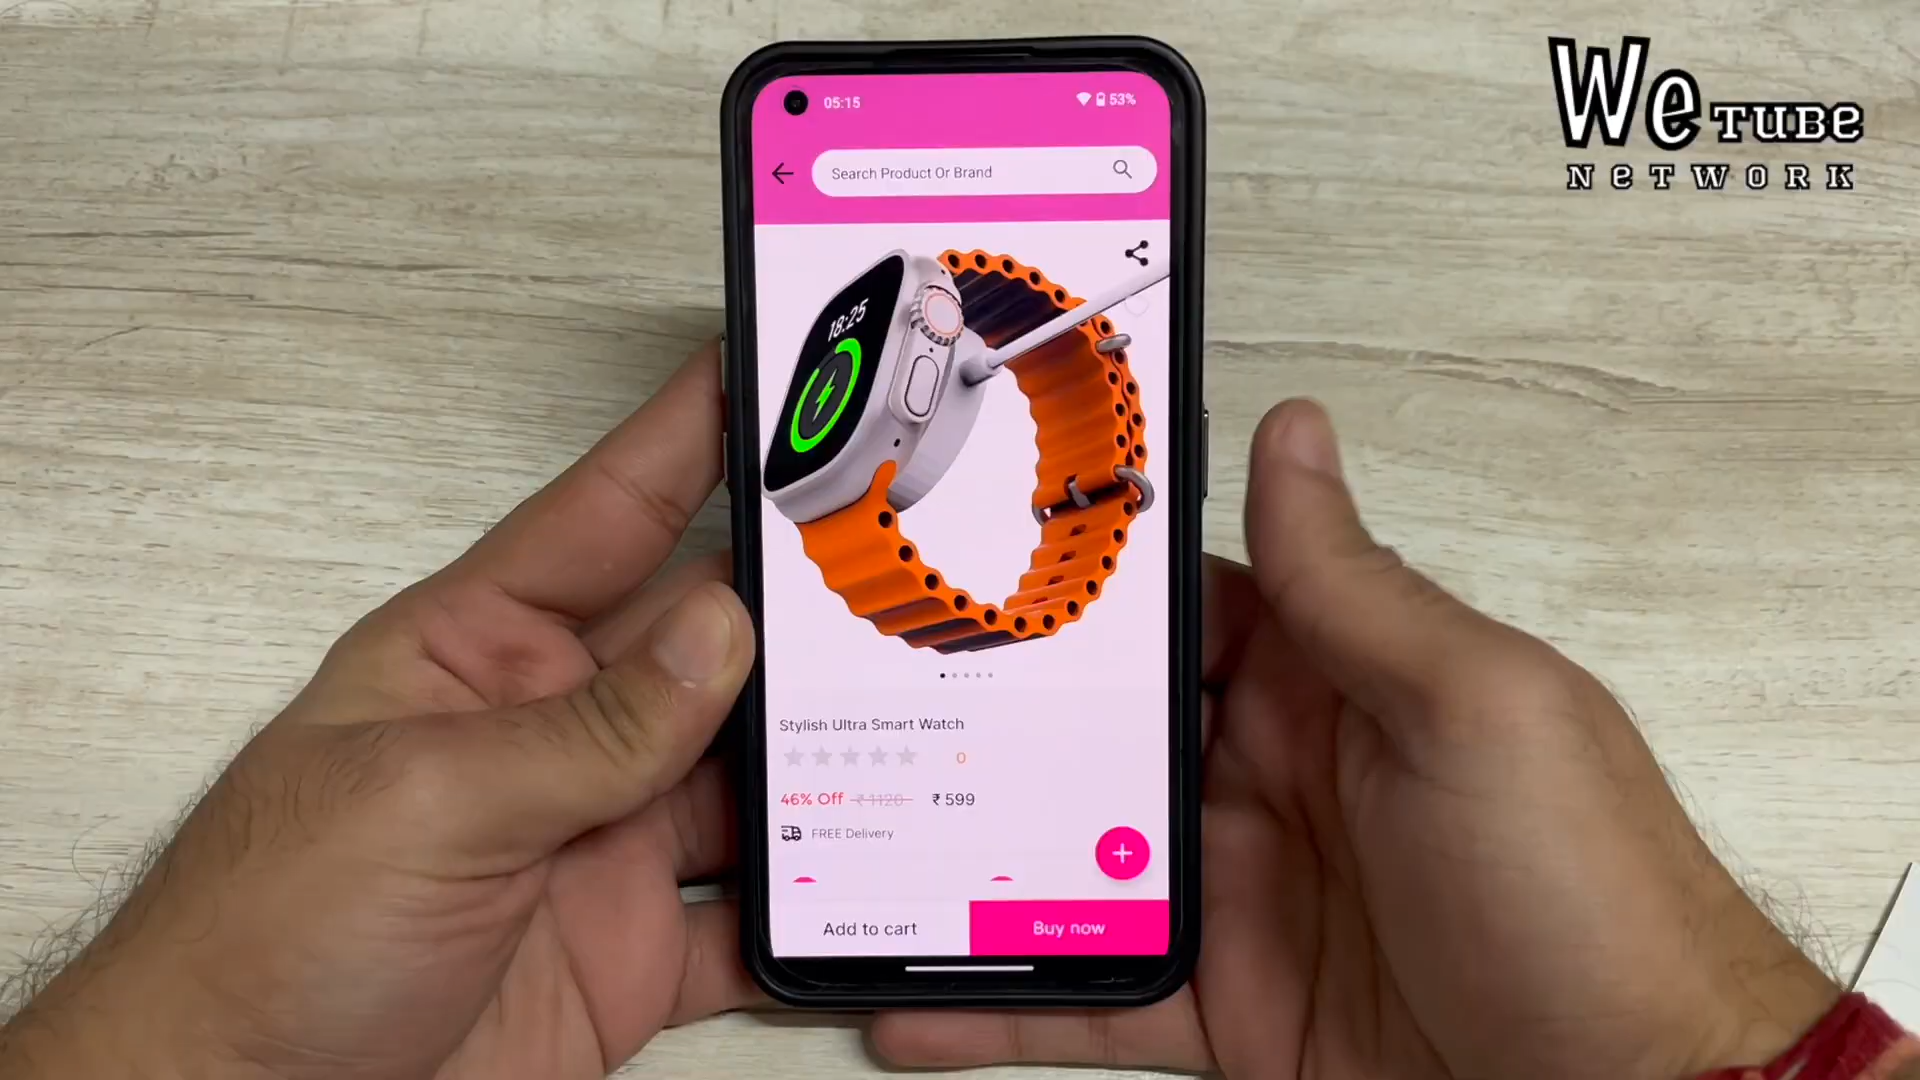 We TUBE
NETWORK
05:15
53%
Search Product Or Brand
18:25
Stylish Ultra Smart Watch
0
46% Off ₹ 1120 ₹ 599
FREE Delivery
Add to cart
Buy now